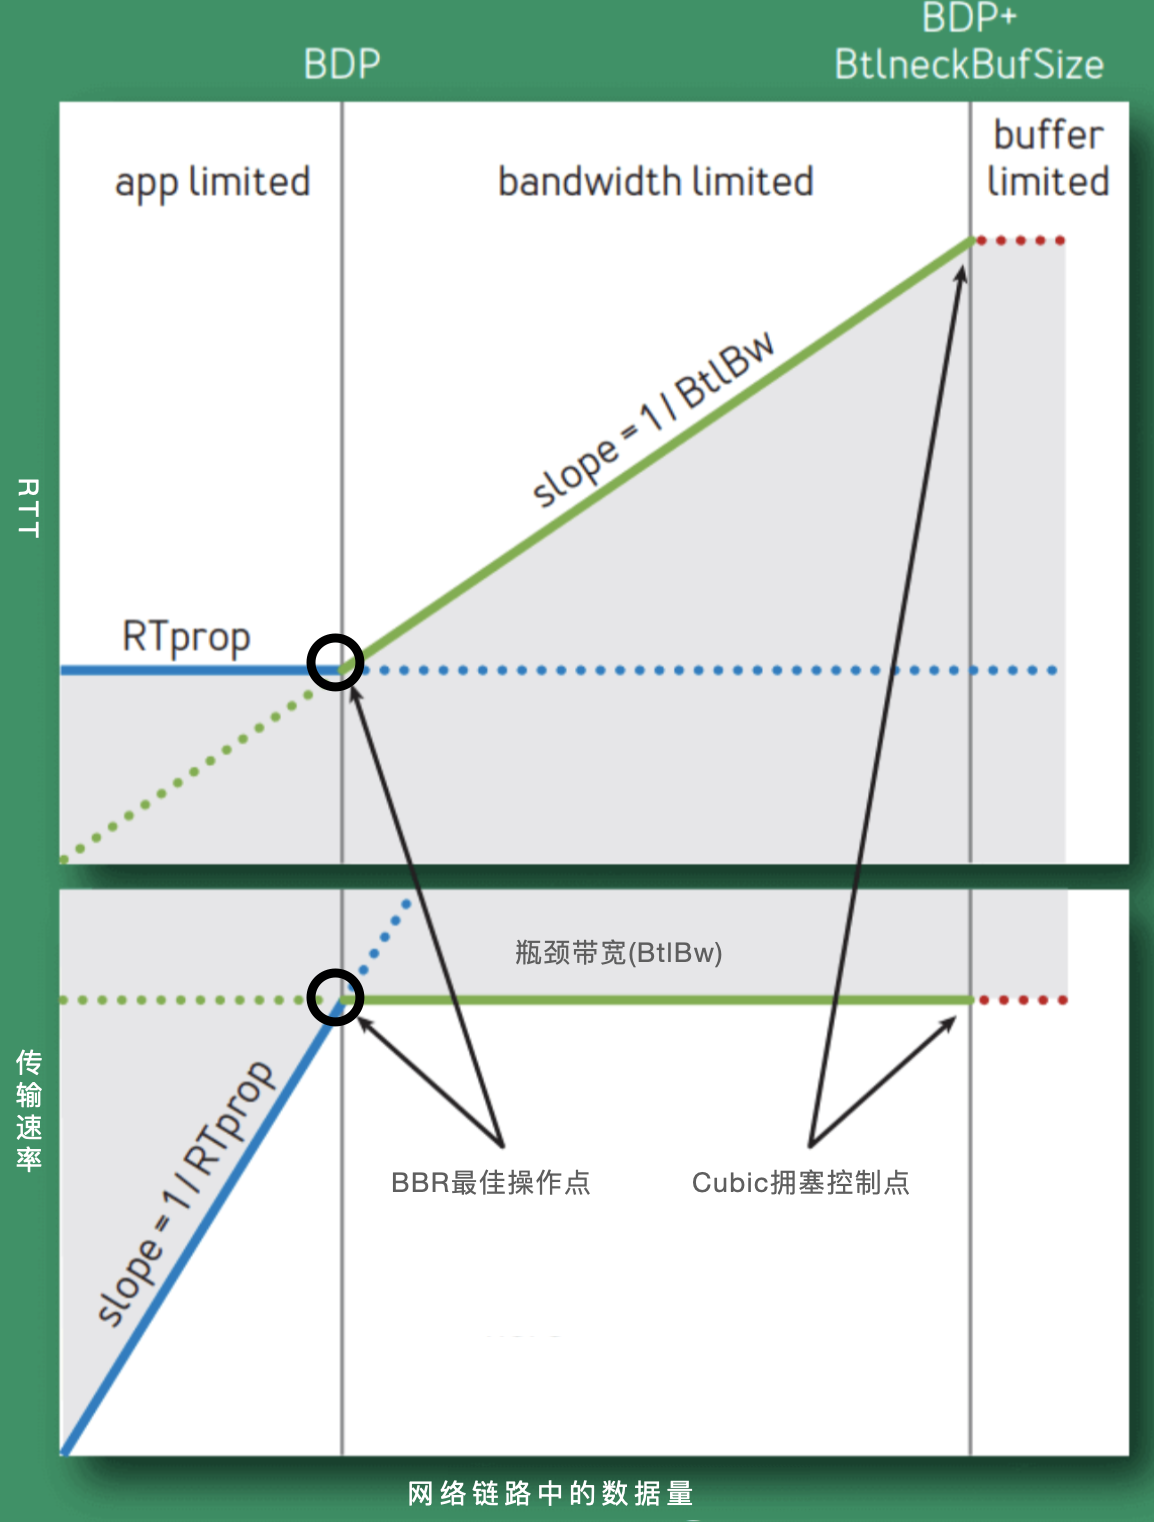 BDP
BDP+
BtlneckBufSize
app limited
bandwidth limited
buffer
limited
slope = 1 / BtlBw
RTT
RTprop
瓶颈带宽(BtlBw)
传输速率
slope = 1 / RTprop
BBR最佳操作点
Cubic拥塞控制点
网络链路中的数据量